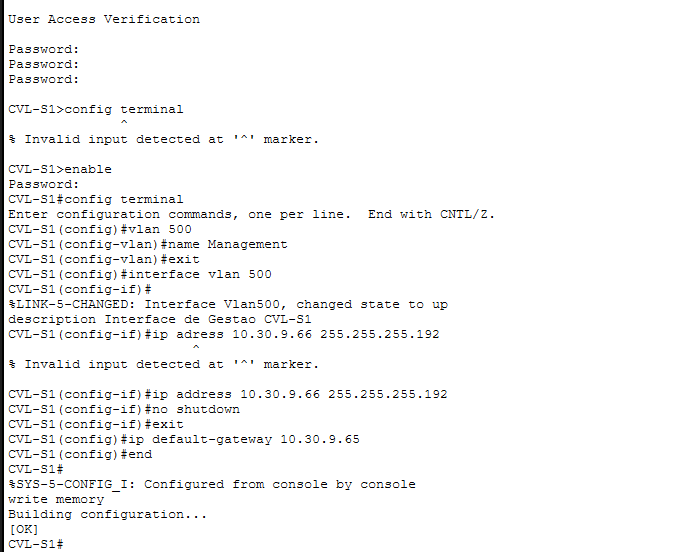 User Access Verification
Password:
Password:
Password:
CVL-S1>config terminal
^
% Invalid input detected at '^' marker.
CVL-S1>enable
Password:
CVL-S1#config terminal
Enter configuration commands, one per line.  End with CNTL/Z.
CVL-S1(config)#vlan 500
CVL-S1(config-vlan)#name Management
CVL-S1(config-vlan)#exit
CVL-S1(config)#interface vlan 500
CVL-S1(config-if)#
%LINK-5-CHANGED: Interface Vlan500, changed state to up
description Interface de Gestao CVL-S1
CVL-S1(config-if)#ip adress 10.30.9.66 255.255.255.192
^
% Invalid input detected at '^' marker.
CVL-S1(config-if)#ip address 10.30.9.66 255.255.255.192
CVL-S1(config-if)#no shutdown
CVL-S1(config-if)#exit
CVL-S1(config)#ip default-gateway 10.30.9.65
CVL-S1(config)#end
CVL-S1#
%SYS-5-CONFIG_I: Configured from console by console
write memory
Building configuration...
[OK]
CVL-S1#